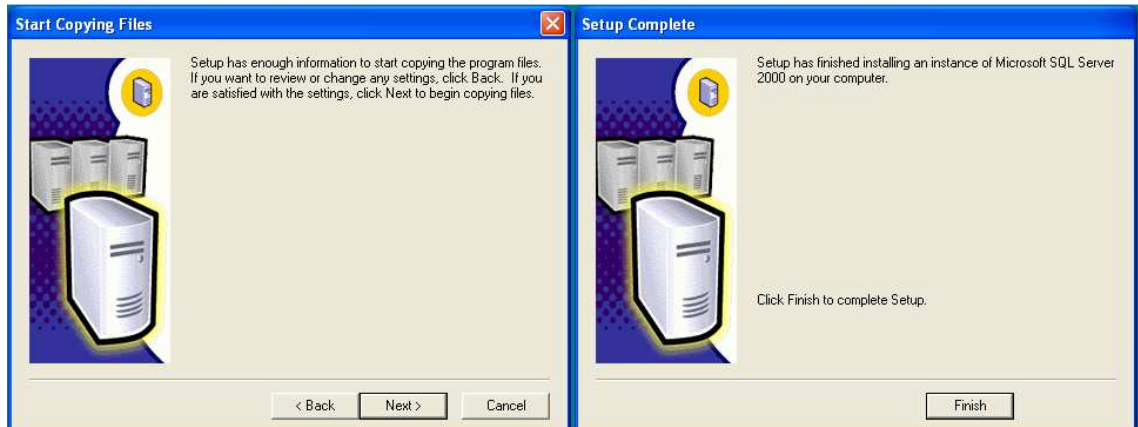 Start Copying Files
Setup has enough information to start copying the program files.
If you want to review or change any settings, click Back. If you
are satisfied with the settings, click Next to begin copying files.
< Back
Next >
Cancel
Setup Complete
Setup has finished installing an instance of Microsoft SQL Server
2000 on your computer.
Click Finish to complete Setup.
Finish